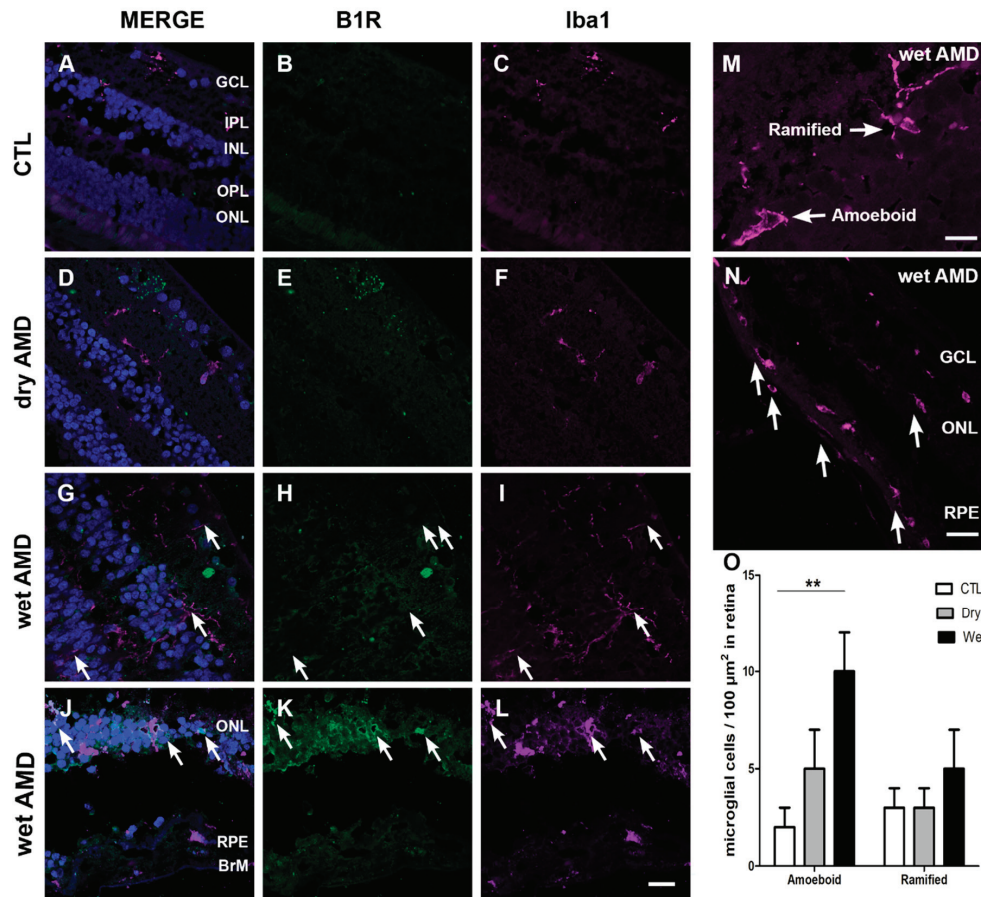 MERGE B1R Iba1
CTL
A B C
GCL
IPL
INL
OPL
ONL
dry AMD
D E F
wet AMD
G H I
wet AMD
J K L
ONL
RPE
BrM
M wet AMD
Ramified
Amoeboid
N wet AMD
GCL
ONL
RPE
O
**
CTL
Dry
We
microglial cells / 100 µm² in retina
15
10
5
0
Amoeboid Ramified